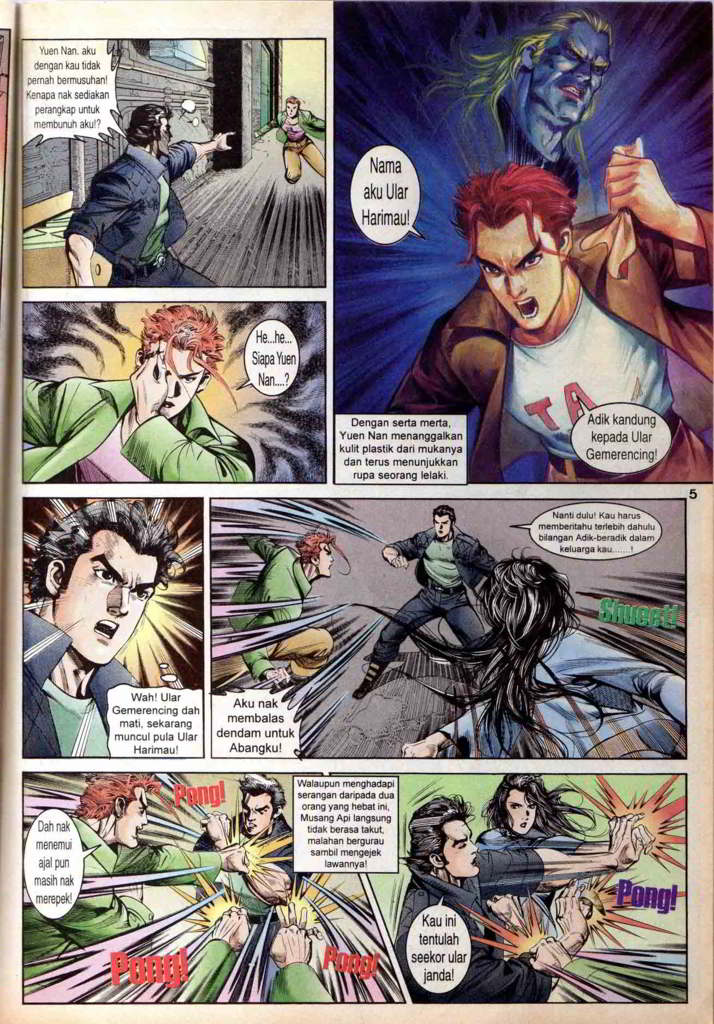 Yuen Nan. aku
dengan kau tidak
pernah bermusuhan!
Kenapa nak sediakan
perangkap untuk
membunuh aku!?
Nama
aku Ular
Harimau!
He...he...
Siapa Yuen
Nan....?
TA
Adik kandung
kepada Ular
Gemerencing!
Dengan serta merta,
Yuen Nan menanggalkan
kulit plastik dari mukanya
dan terus menunjukkan
rupa seorang lelaki.
5
Wah! Ular
Gemerencing dah
mati, sekarang
muncul pula Ular
Harimau!
Nanti dulu! Kau harus
memberitahu terlebih dahulu
bilangan Adik-beradik dalam
keluarga kau.......!
Shueet!
Aku nak
membalas
dendam untuk
Abangku!
Pong!
Dah nak
menemui
ajal pun
masih nak
merepek!
Pong!
Pong!
Walaupun menghadapi
serangan daripada dua
orang yang hebat ini,
Musang Api langsung
tidak berasa takut,
malahan bergurau
sambil mengejek
lawannya!
Pong!
Kau ini
tentulah
seekor
ular
janda!